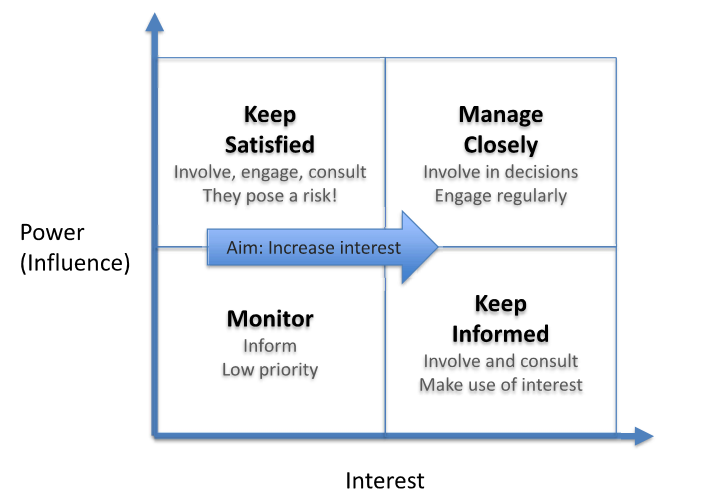 Keep
Satisfied
Involve, engage, consult
They pose a risk!
Manage
Closely
Involve in decisions
Engage regularly
Power
(Influence)
Aim: Increase interest
Monitor
Inform
Low priority
Keep
Informed
Involve and consult
Make use of interest
Interest